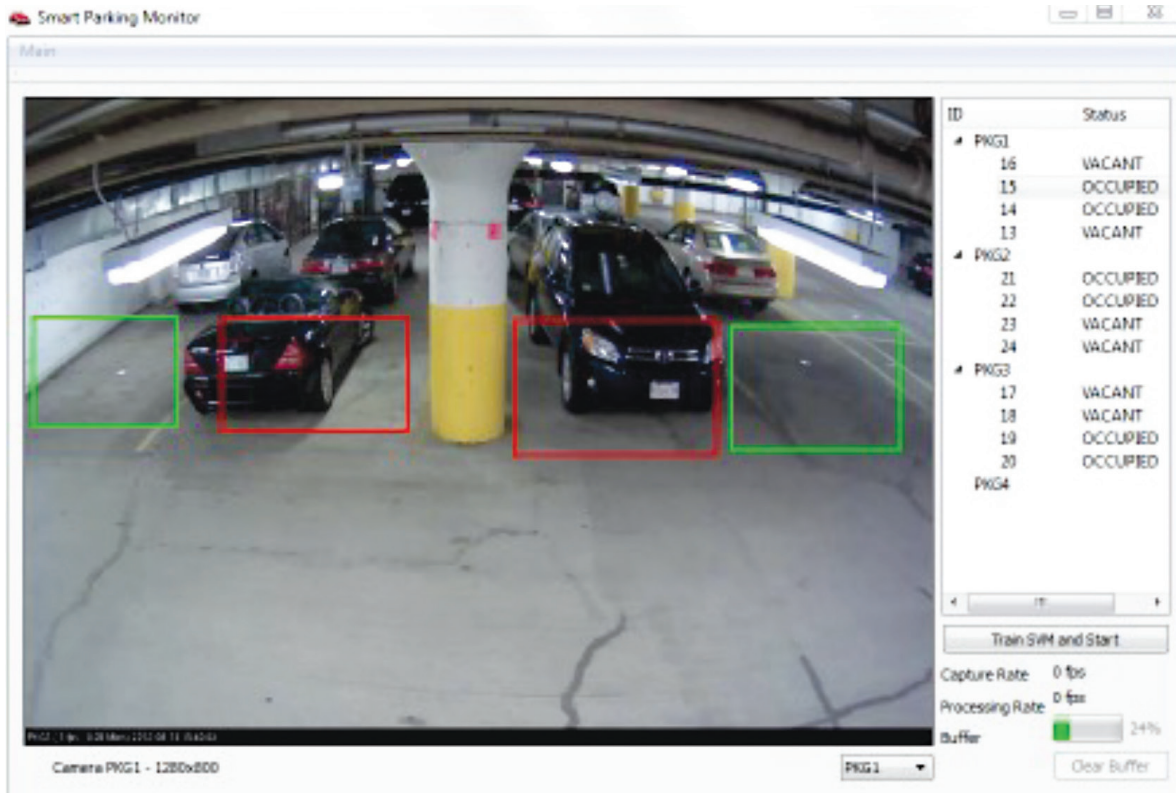 Smart Parking Monitor
Main
ID Status
PKG1
16 VACANT
15 OCCUPIED
14 OCCUPIED
13 VACANT
PKG2
21 OCCUPIED
22 OCCUPIED
23 VACANT
24 VACANT
PKG3
17 VACANT
18 VACANT
19 OCCUPIED
20 OCCUPIED
PKG4
Train SVM and Start
Capture Rate 0 fps
Processing Rate 0 fps
Buffer 24%
Camera PKG1 - 1280x800
PKG1
Clear Buffer